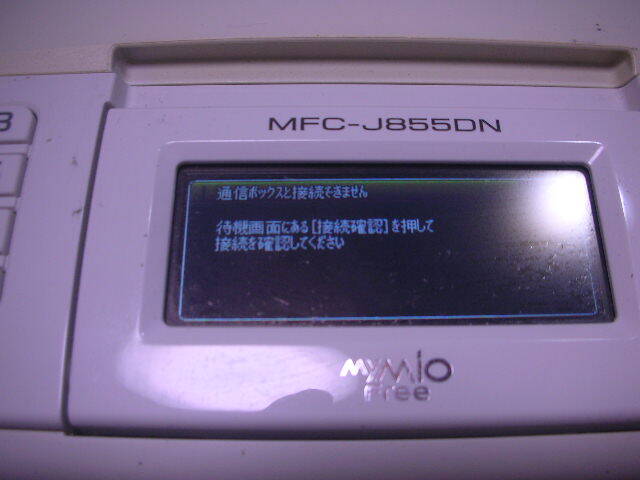 3
MFC-J855DN
通信ボックスと接続できません
待機画面にある[接続確認]を押して
接続を確認してください
MyMio
Free